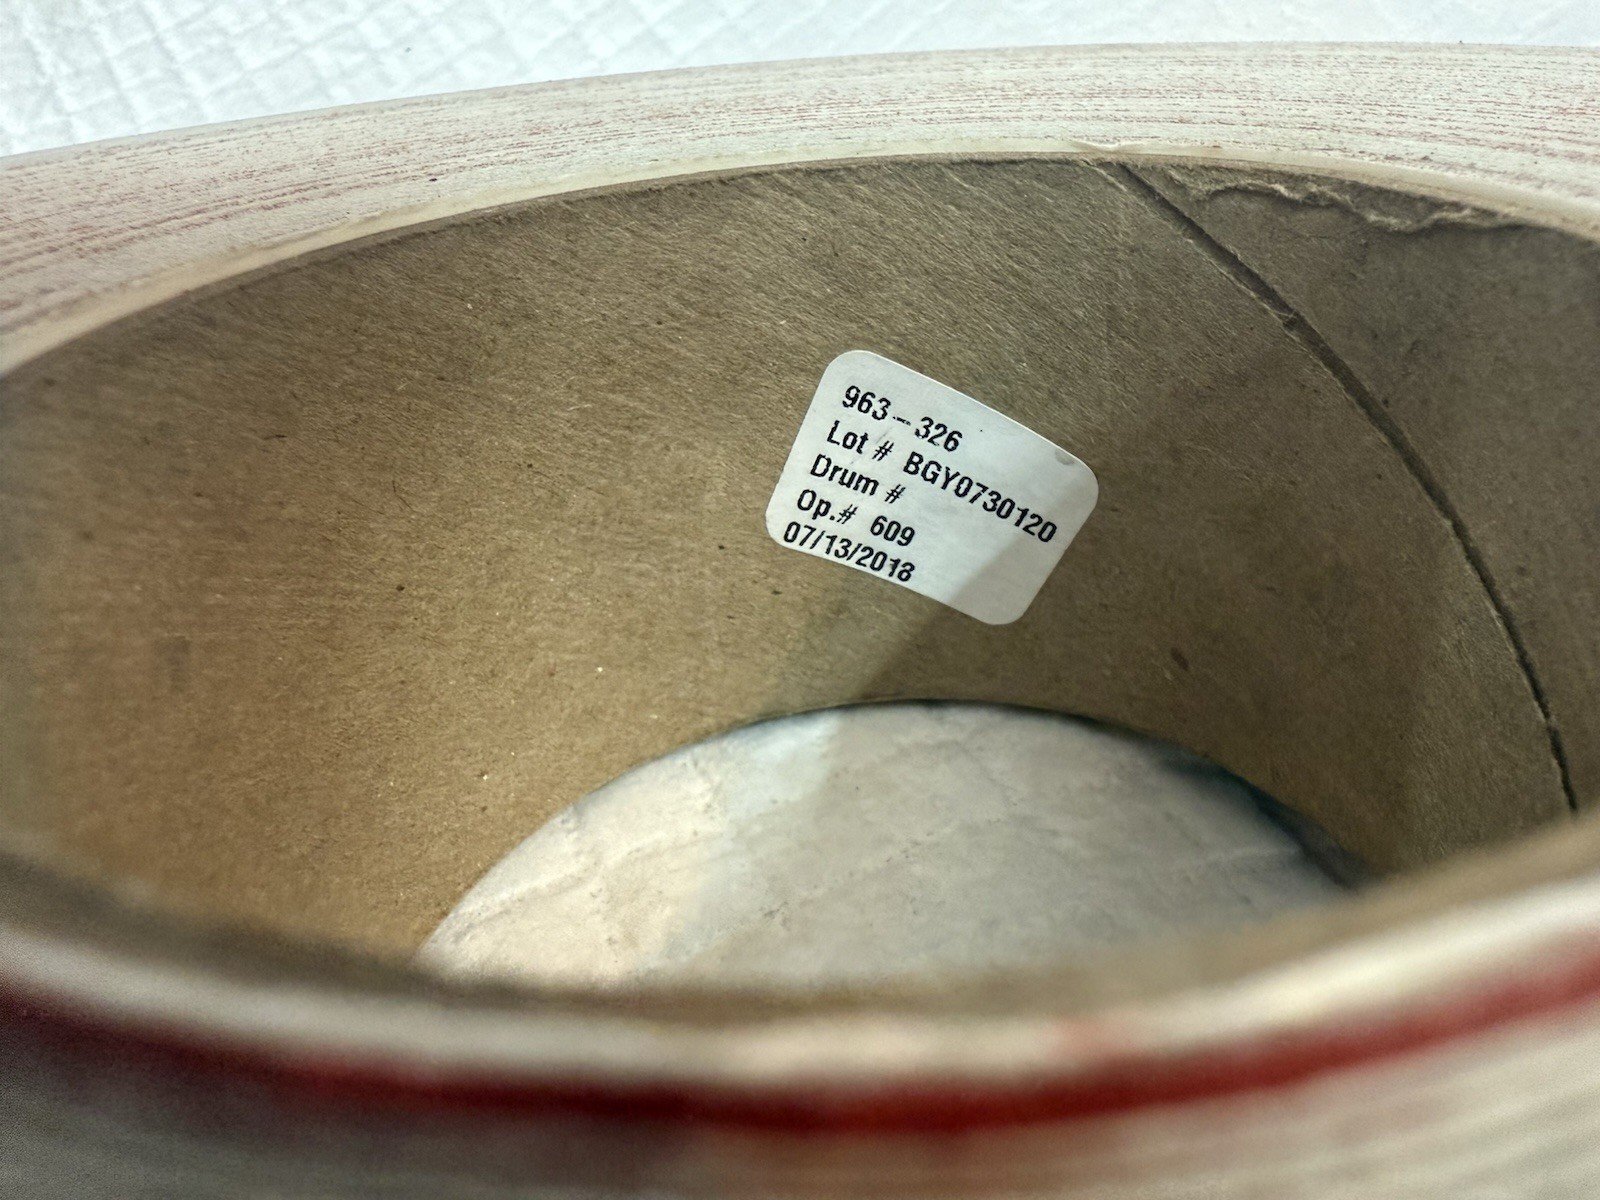 963-326
Lot # BGY0730120
Drum #
Op.# 609
07/13/2018